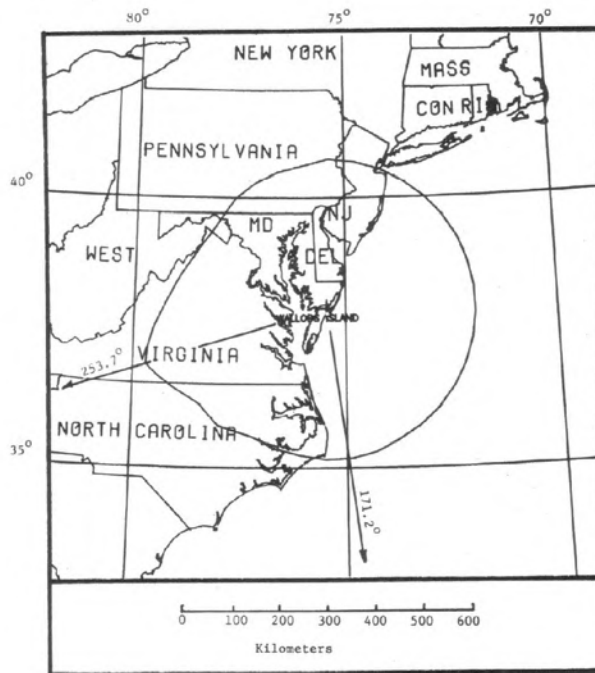 80° 75° 70°
NEW YORK
MASS
CON RI
PENNSYLVANIA
40°
NJ
MD
WEST
DEL
WALLOPS ISLAND
VIRGINIA
253.7°
NORTH CAROLINA
35°
171.2°
0 100 200 300 400 500 600
Kilometers